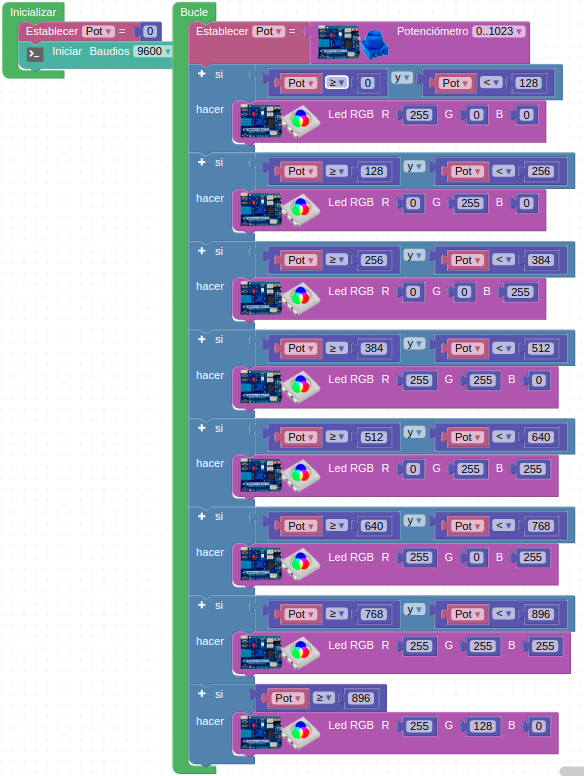 Inicializar
Establecer Pot ▾ = 0
Iniciar Baudios 9600 ▾
Bucle
Establecer Pot ▾ = Potenciómetro 0..1023 ▾
+ si Pot ▾ ≥ ▾ 0 y ▾ Pot ▾ < ▾ 128
hacer Led RGB R 255 G 0 B 0
+ si Pot ▾ ≥ ▾ 128 y ▾ Pot ▾ < ▾ 256
hacer Led RGB R 0 G 255 B 0
+ si Pot ▾ ≥ ▾ 256 y ▾ Pot ▾ < ▾ 384
hacer Led RGB R 0 G 0 B 255
+ si Pot ▾ ≥ ▾ 384 y ▾ Pot ▾ < ▾ 512
hacer Led RGB R 255 G 255 B 0
+ si Pot ▾ ≥ ▾ 512 y ▾ Pot ▾ < ▾ 640
hacer Led RGB R 0 G 255 B 255
+ si Pot ▾ ≥ ▾ 640 y ▾ Pot ▾ < ▾ 768
hacer Led RGB R 255 G 0 B 255
+ si Pot ▾ ≥ ▾ 768 y ▾ Pot ▾ < ▾ 896
hacer Led RGB R 255 G 255 B 255
+ si Pot ▾ ≥ ▾ 896
hacer Led RGB R 255 G 128 B 0